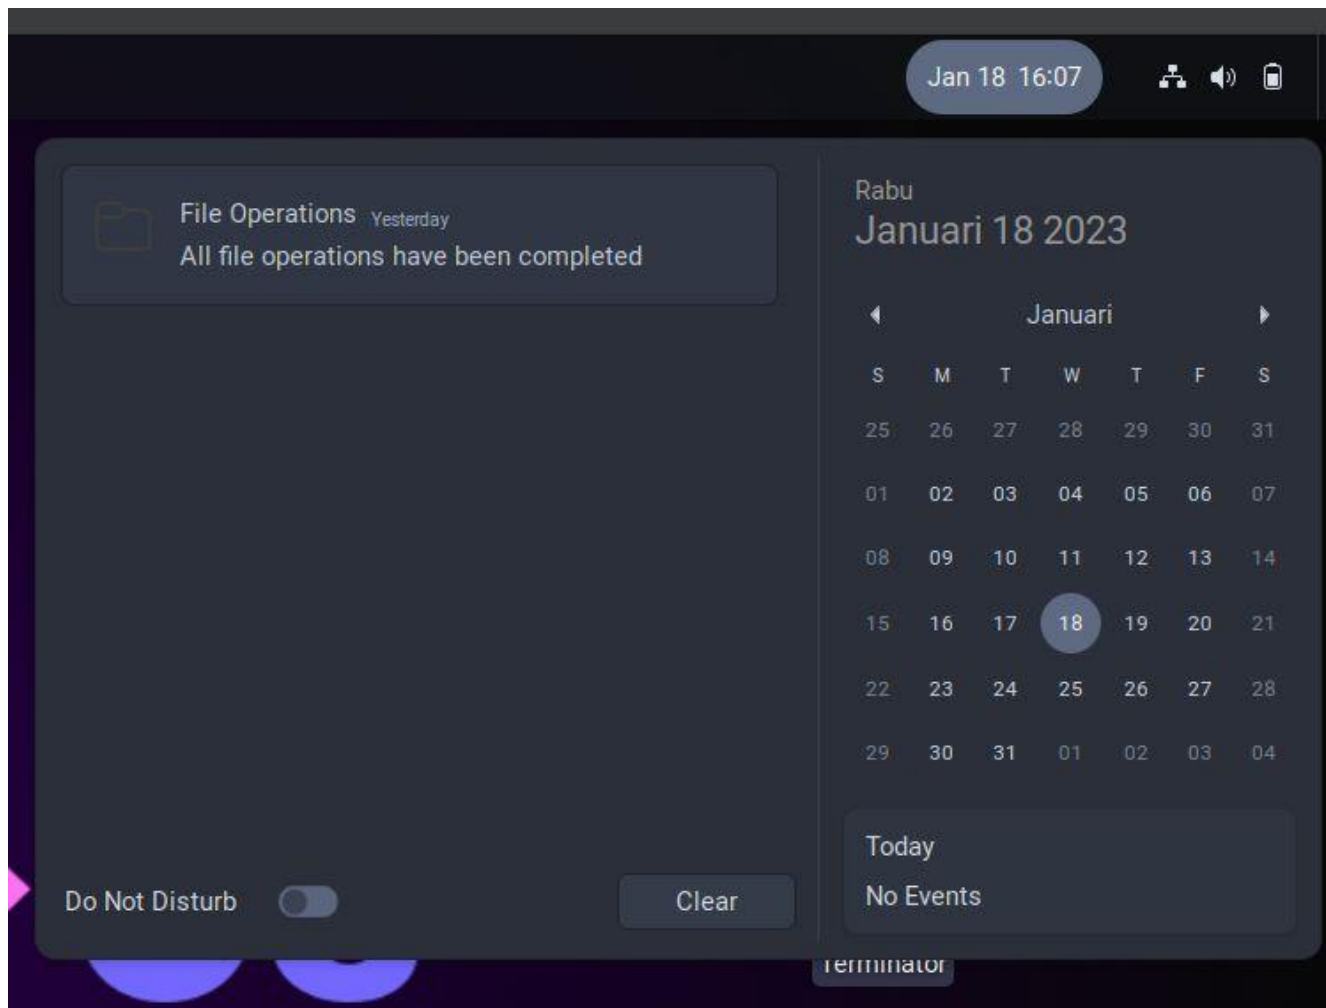 Jan 18 16:07
File Operations Yesterday
All file operations have been completed
Do Not Disturb
Clear
Rabu
Januari 18 2023
Januari
S M T W T F S
25 26 27 28 29 30 31
01 02 03 04 05 06 07
08 09 10 11 12 13 14
15 16 17 18 19 20 21
22 23 24 25 26 27 28
29 30 31 01 02 03 04
Today
No Events
Terminator